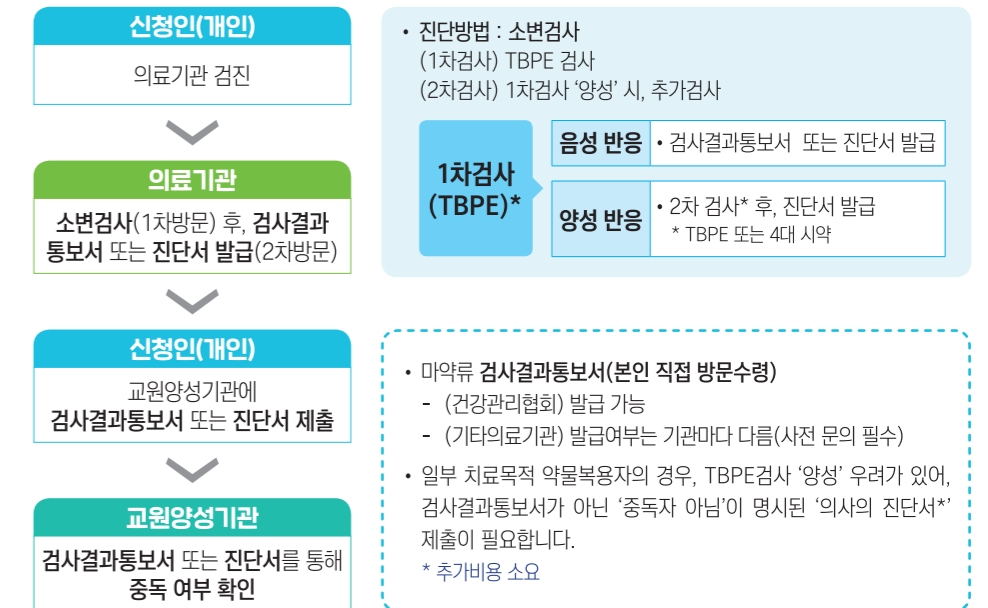 신청인(개인)
의료기관 검진
의료기관
소변검사(1차방문) 후, 검사결과
통보서 또는 진단서 발급(2차방문)
신청인(개인)
교원양성기관에
검사결과통보서 또는 진단서 제출
교원양성기관
검사결과통보서 또는 진단서를 통해
중독 여부 확인
• 진단방법 : 소변검사
(1차검사) TBPE 검사
(2차검사) 1차검사 ‘양성’ 시, 추가검사
1차검사
(TBPE)*
음성 반응
• 검사결과통보서 또는 진단서 발급
양성 반응
• 2차 검사* 후, 진단서 발급
* TBPE 또는 4대 시약
• 마약류 검사결과통보서(본인 직접 방문수령)
- (건강관리협회) 발급 가능
- (기타의료기관) 발급여부는 기관마다 다름(사전 문의 필수)
• 일부 치료목적 약물복용자의 경우, TBPE검사 ‘양성’ 우려가 있어,
검사결과통보서가 아닌 ‘중독자 아님’이 명시된 ‘의사의 진단서*’
제출이 필요합니다.
* 추가비용 소요